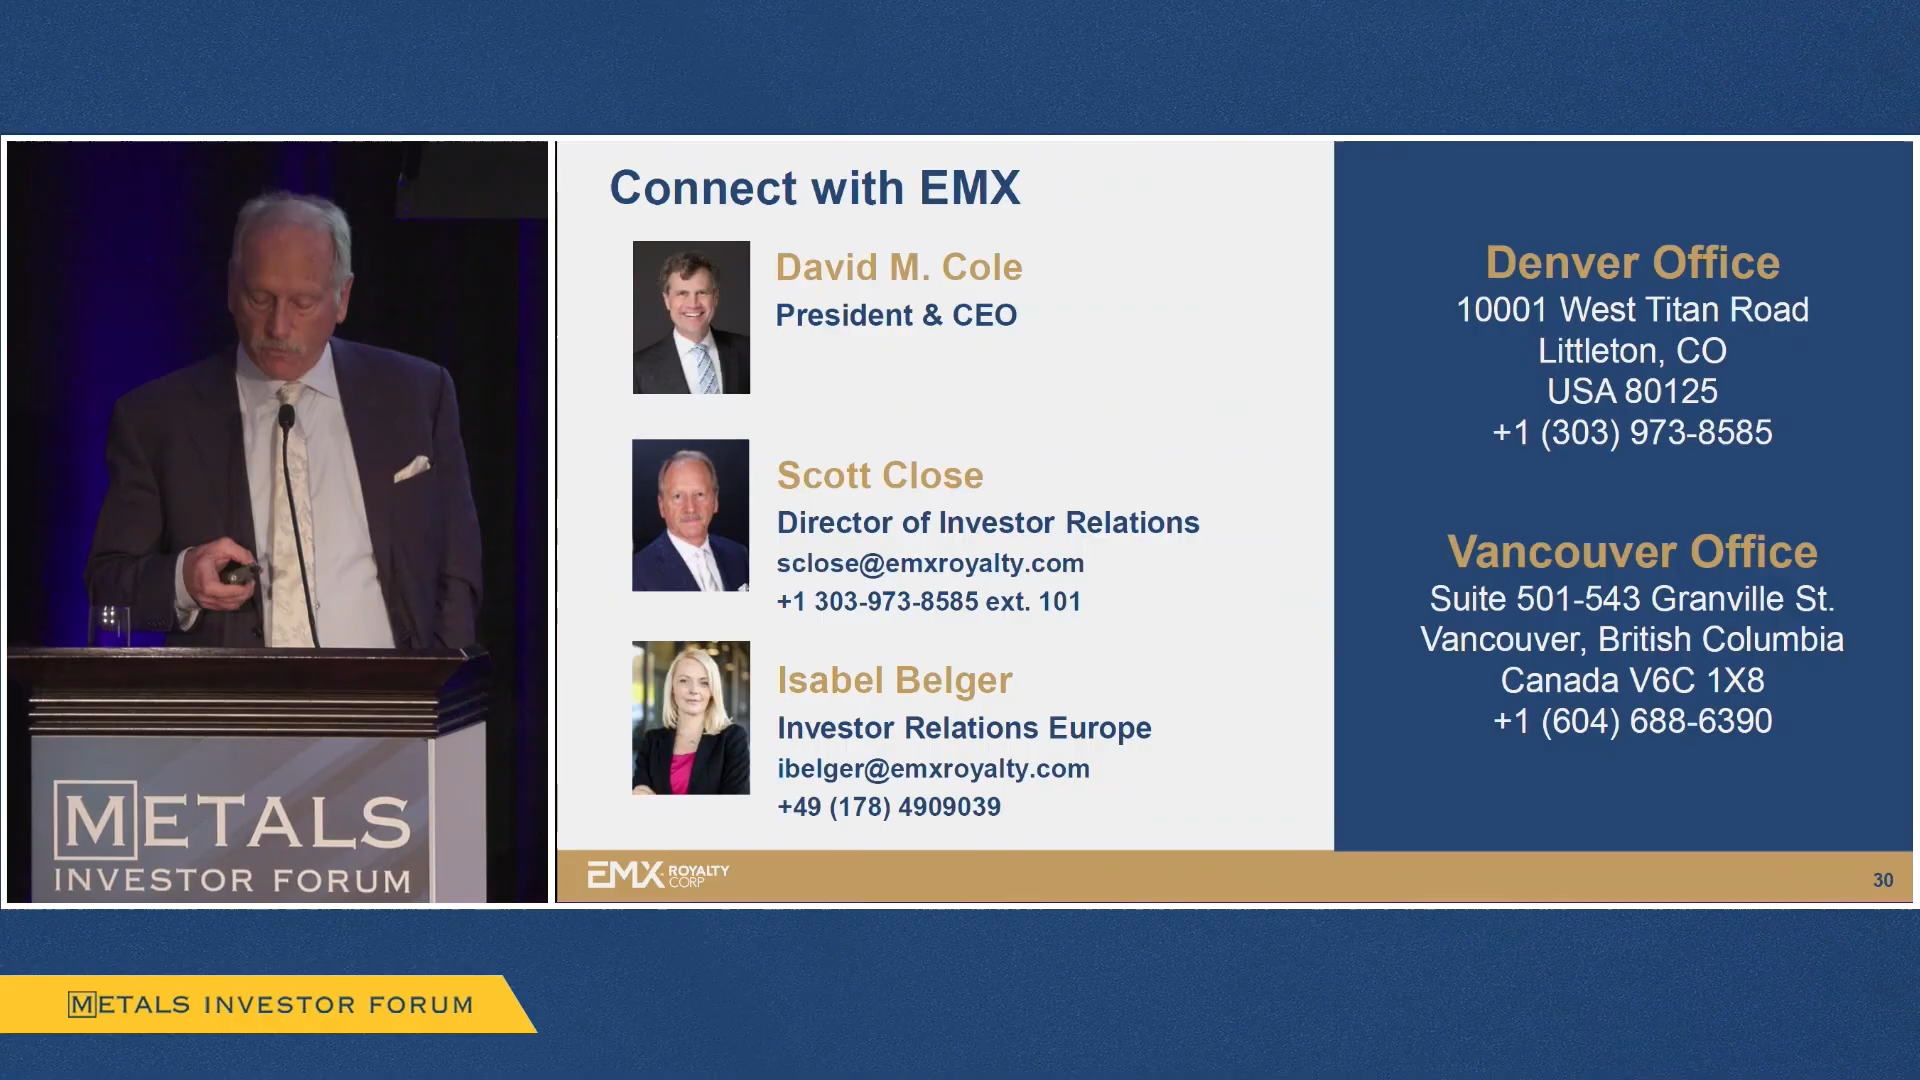 Connect with EMX
David M. Cole
President & CEO
Scott Close
Director of Investor Relations
sclose@emxroyalty.com
+1 303-973-8585 ext. 101
Isabel Belger
Investor Relations Europe
ibelger@emxroyalty.com
+49 (178) 4909039
Denver Office
10001 West Titan Road
Littleton, CO
USA 80125
+1 (303) 973-8585
Vancouver Office
Suite 501-543 Granville St.
Vancouver, British Columbia
Canada V6C 1X8
+1 (604) 688-6390
EMX ROYALTY
CORP
30
METALS
INVESTOR FORUM
METALS INVESTOR FORUM